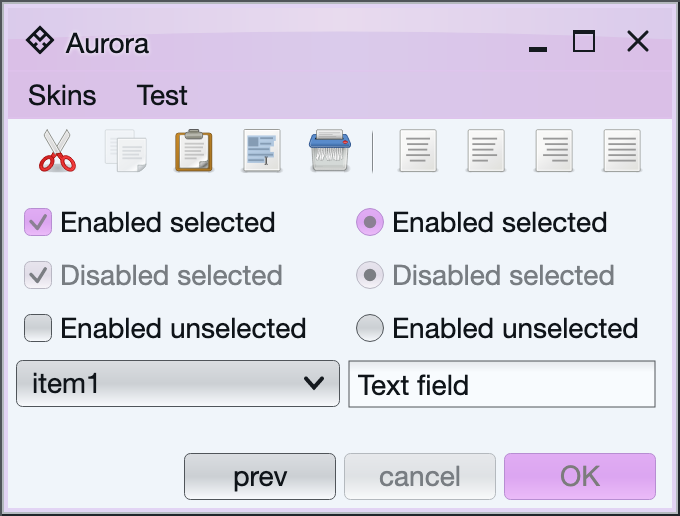 Aurora
Skins Test
Enabled selected Enabled selected
Disabled selected Disabled selected
Enabled unselected Enabled unselected
item1 Text field
prev cancel OK